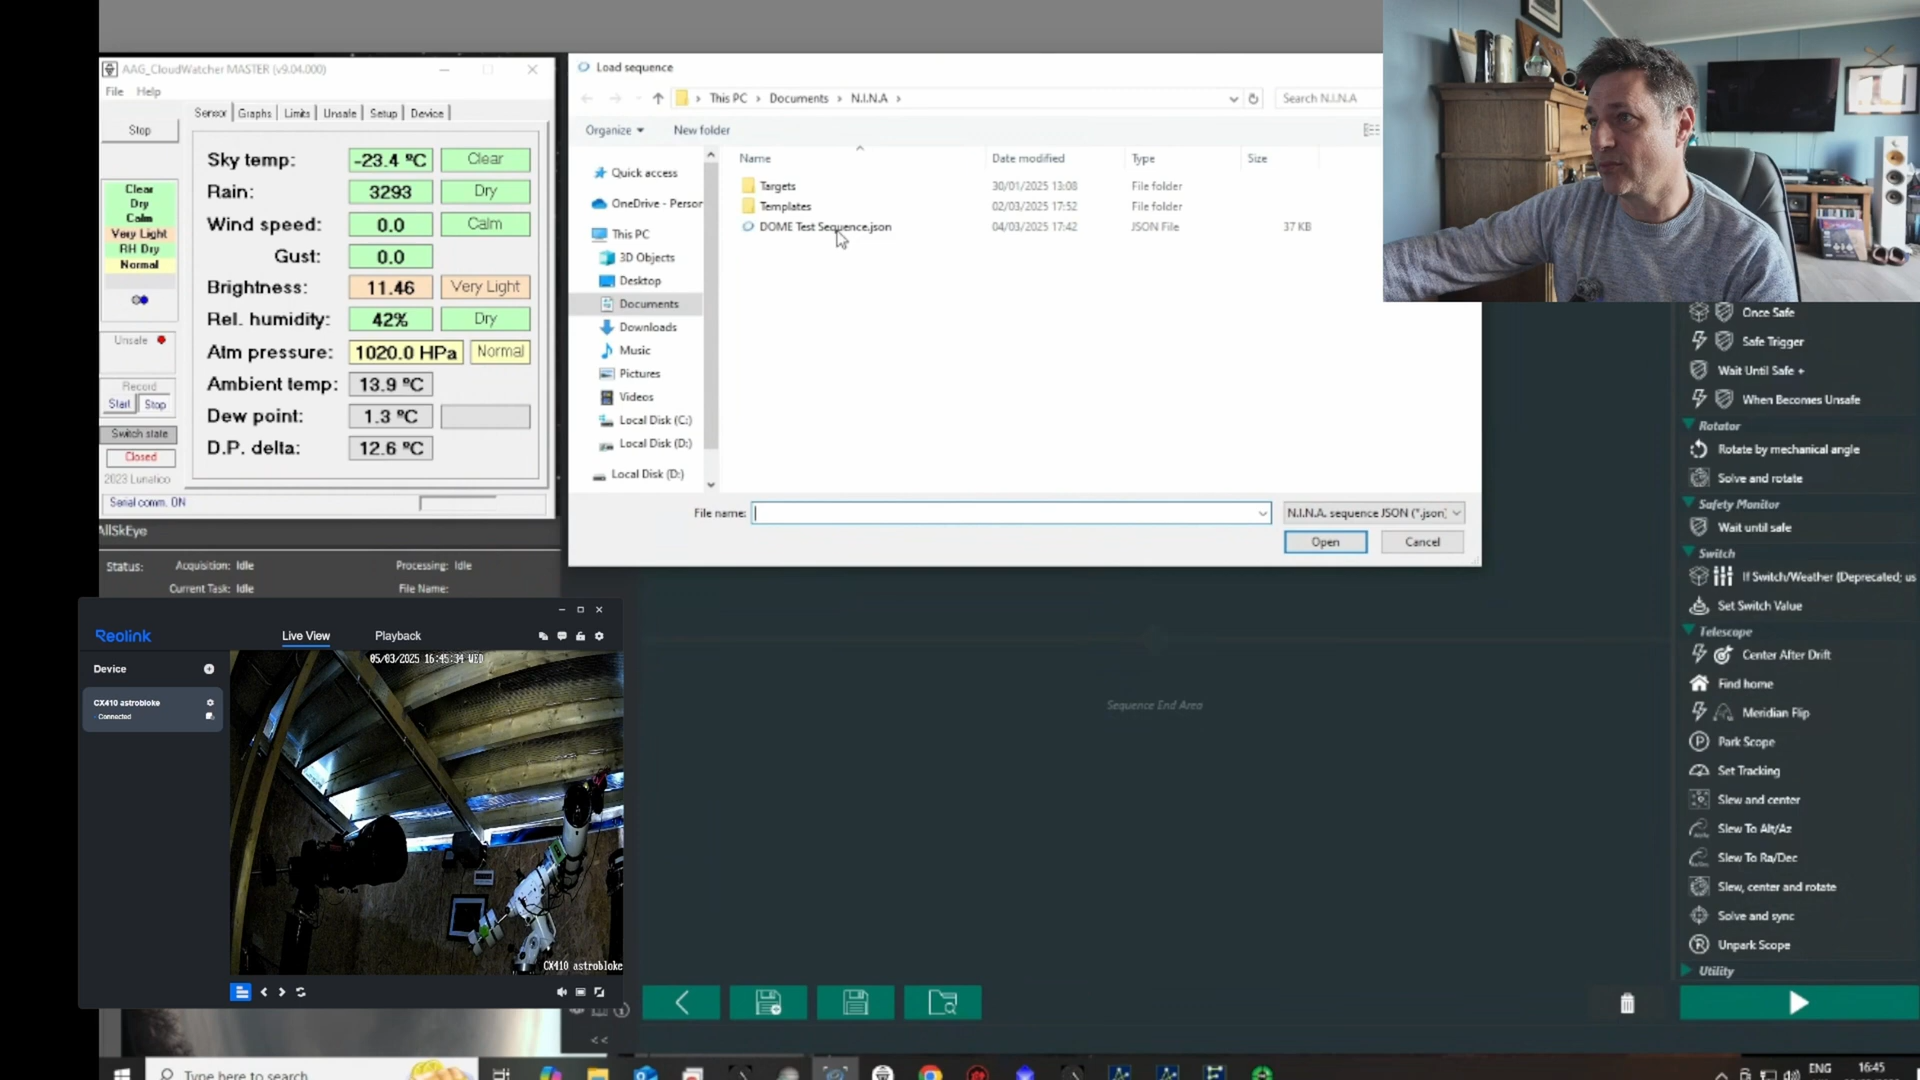 AAG_CloudWatcher MASTER (v9.04.000)
File Help
Sensor Graphs Limits Unsafe Setup Device
Stop
Clear
Dry
Calm
Very Light
RH Dry
Normal
Unsafe
Record
Start Stop
Switch state
Closed
2023 Lunatico
Serial comm. ON
Sky temp: -23.4 ºC Clear
Rain: 3293 Dry
Wind speed: 0.0 Calm
Gust: 0.0
Brightness: 11.46 Very Light
Rel. humidity: 42% Dry
Atm pressure: 1020.0 HPa Normal
Ambient temp: 13.9 ºC
Dew point: 1.3 ºC
D.P. delta: 12.6 ºC
AllSkEye
Status: Acquisition: Idle Processing: Idle
Current Task: Idle File Name:
Load sequence
This PC > Documents > N.I.N.A >
Search N.I.N.A
Organize New folder
Name Date modified Type Size
Targets 30/01/2025 13:08 File folder
Templates 02/03/2025 17:52 File folder
DOME Test Sequence.json 04/03/2025 17:42 JSON File 37 KB
Quick access
OneDrive - Person
This PC
3D Objects
Desktop
Documents
Downloads
Music
Pictures
Videos
Local Disk (C:)
Local Disk (D:)
Local Disk (D:)
File name:
N.I.N.A. sequence JSON (*.json)
Open Cancel
Reolink
Live View Playback
Device
CX410 astrobloke
Connected
05/03/2025 16:45:34 WED
CX410 astrobloke
Sequence End Area
Once Safe
Safe Trigger
Wait Until Safe +
When Becomes Unsafe
Rotator
Rotate by mechanical angle
Solve and rotate
Safety Monitor
Wait until safe
Switch
If Switch/Weather (Deprecated; us
Set Switch Value
Telescope
Center After Drift
Find home
Meridian Flip
Park Scope
Set Tracking
Slew and center
Slew To Alt/Az
Slew To Ra/Dec
Slew, center and rotate
Solve and sync
Unpark Scope
Utility
<<
Type here to search
ENG
16:45